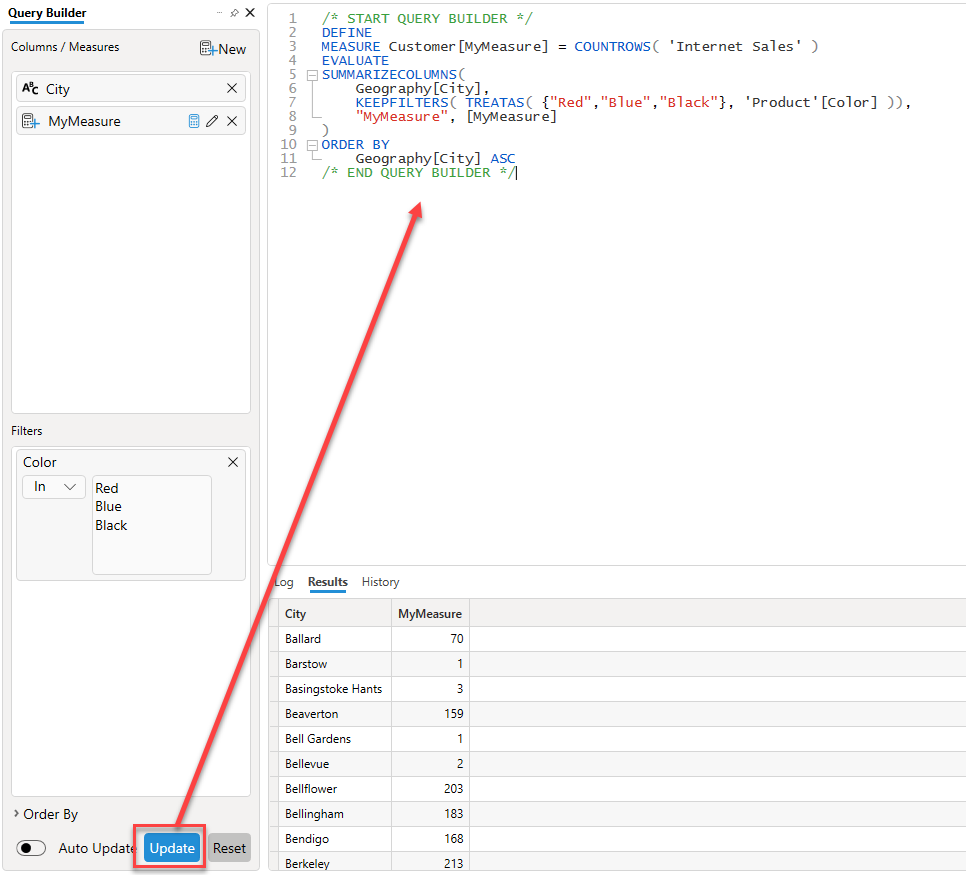 Query Builder
Columns / Measures
New
City
MyMeasure
Filters
Color
In
Red
Blue
Black
Order By
Auto Update
Update
Reset
1 /* START QUERY BUILDER */
2 DEFINE
3 MEASURE Customer[MyMeasure] = COUNTROWS( 'Internet Sales' )
4 EVALUATE
5 SUMMARIZECOLUMNS(
6 Geography[City],
7 KEEPFILTERS( TREATAS( {"Red","Blue","Black"}, 'Product'[Color] )),
8 "MyMeasure", [MyMeasure]
9 )
10 ORDER BY
11 Geography[City] ASC
12 /* END QUERY BUILDER */
Log Results History
City MyMeasure
Ballard 70
Barstow 1
Basingstoke Hants 3
Beaverton 159
Bell Gardens 1
Bellevue 2
Bellflower 203
Bellingham 183
Bendigo 168
Berkeley 213